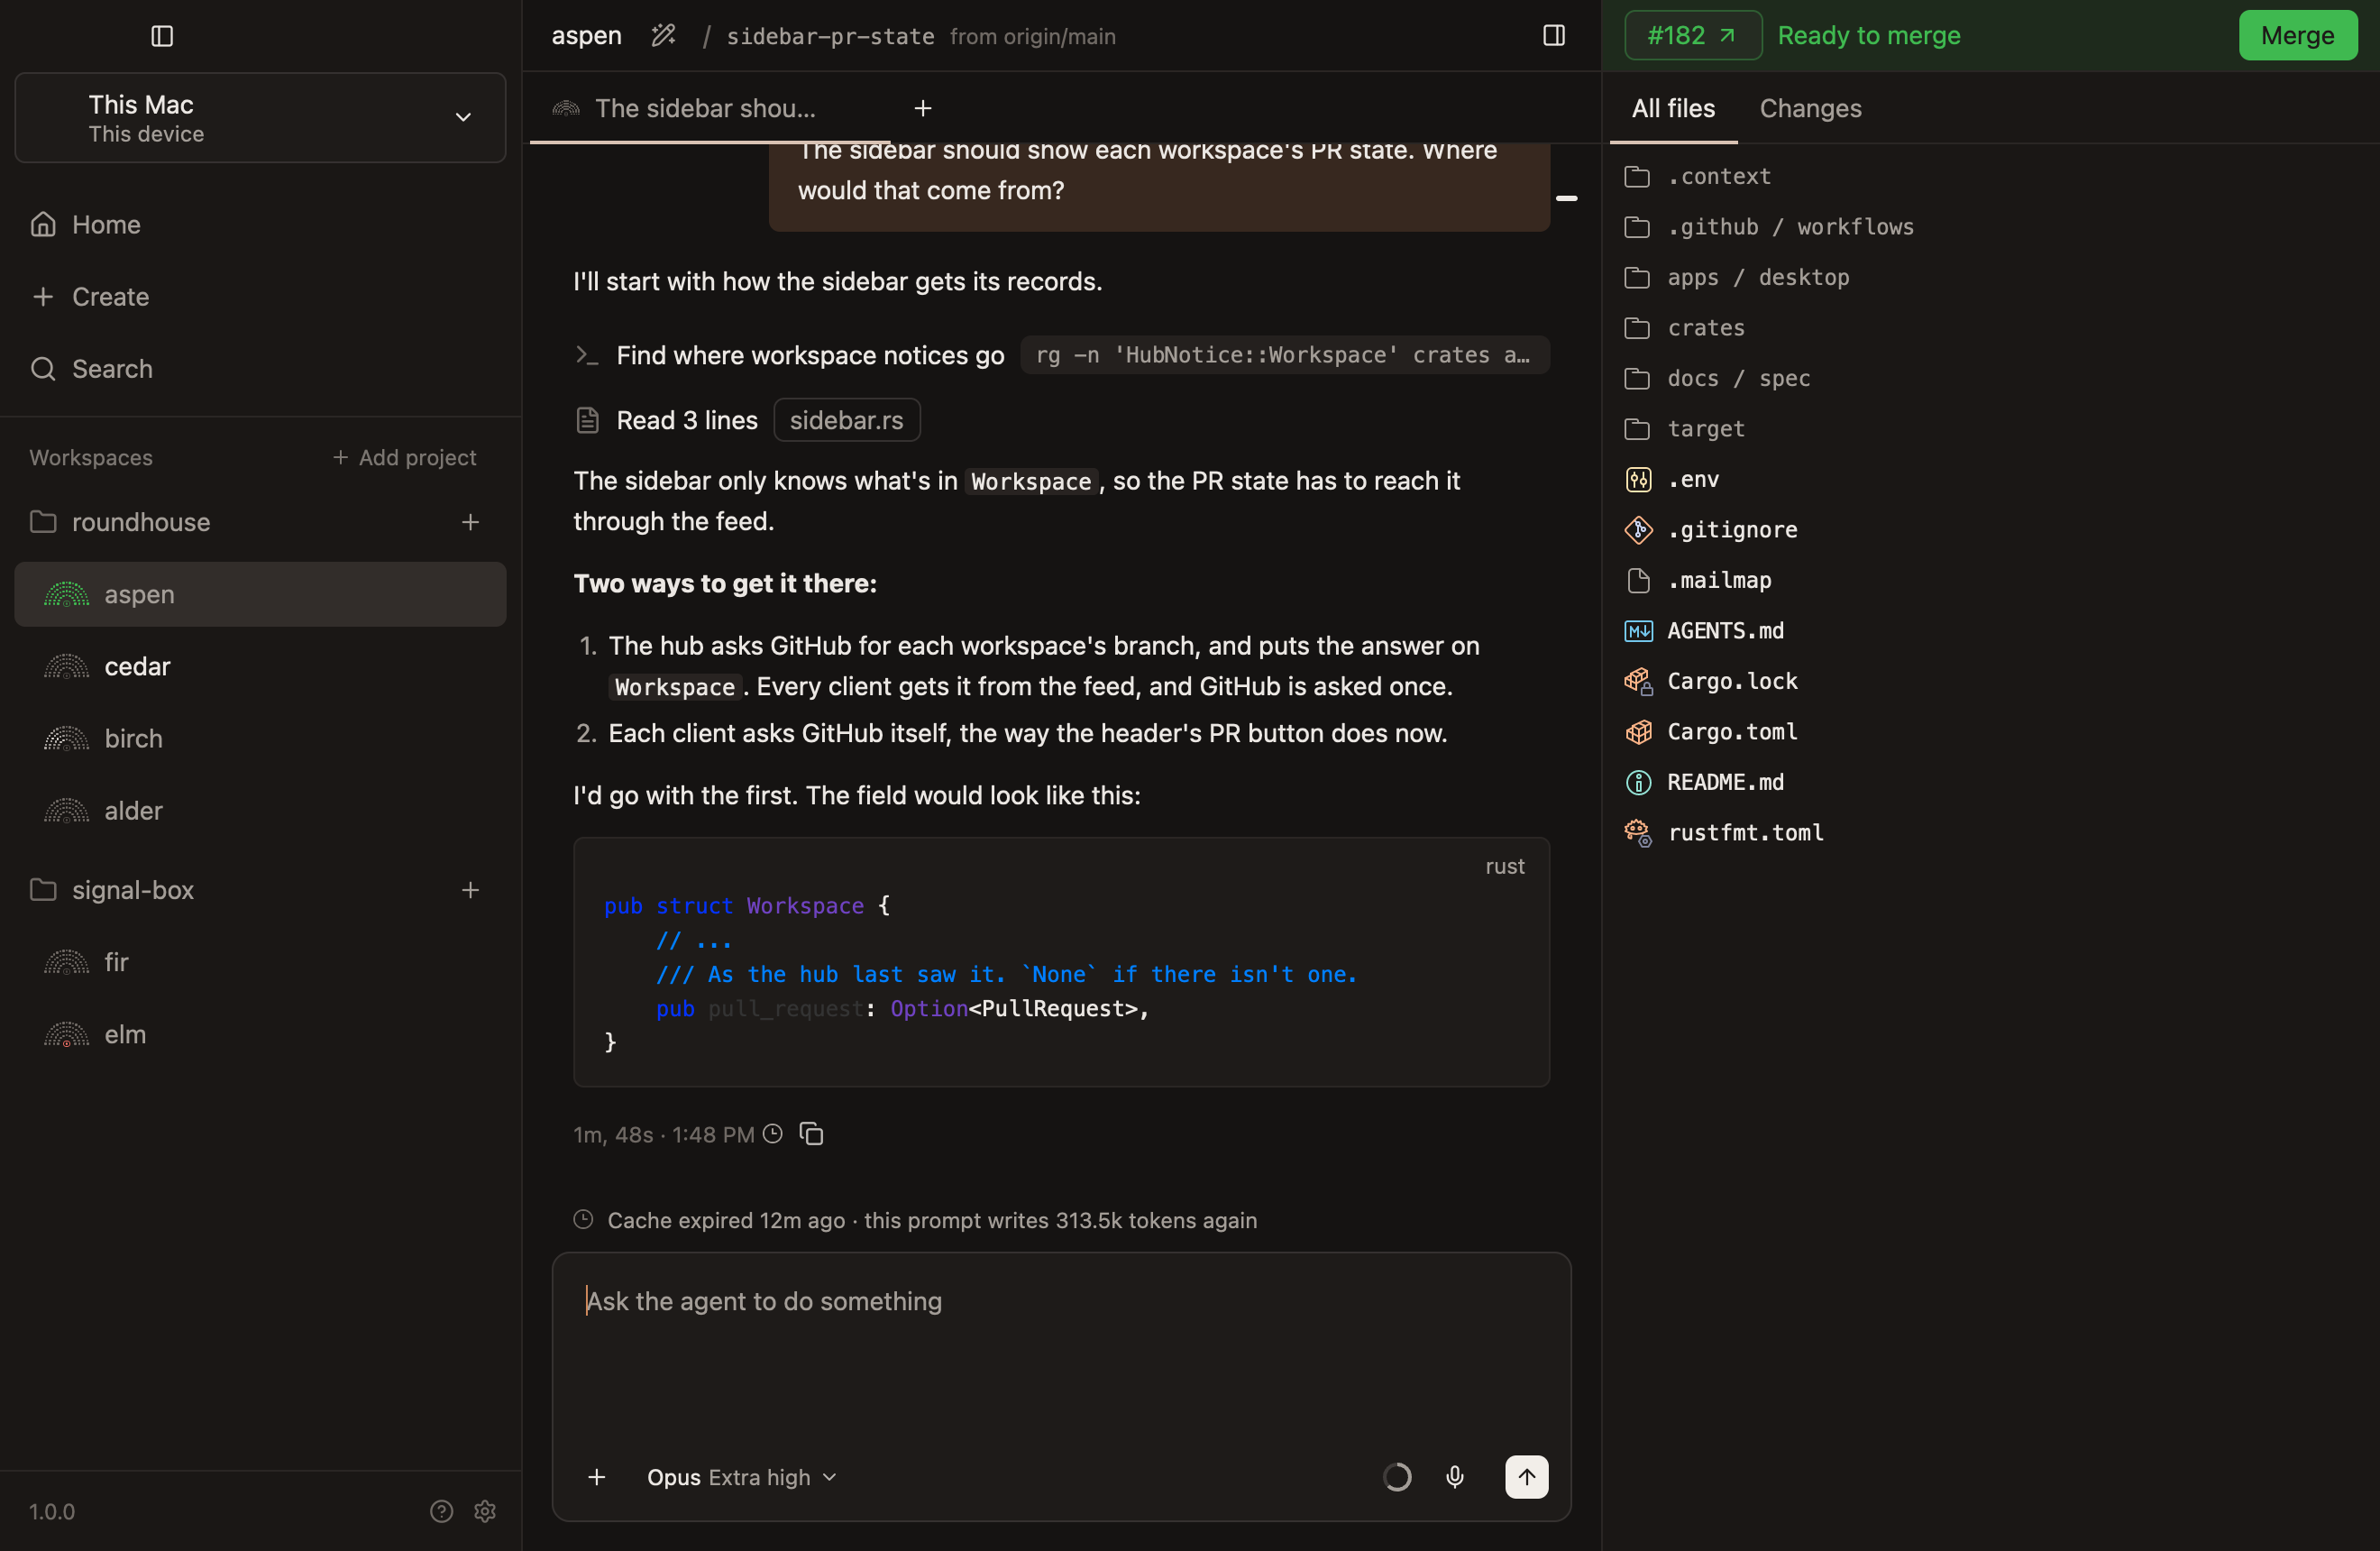 This Mac
This device
Home
Create
Search
Workspaces
+ Add project
roundhouse
aspen
cedar
birch
alder
signal-box
fir
elm
1.0.0
aspen / sidebar-pr-state from origin/main
The sidebar shou...
The sidebar should show each workspace's PR state. Where
would that come from?
I'll start with how the sidebar gets its records.
Find where workspace notices go rg -n 'HubNotice::Workspace' crates a…
Read 3 lines sidebar.rs
The sidebar only knows what's in Workspace, so the PR state has to reach it
through the feed.
Two ways to get it there:
1. The hub asks GitHub for each workspace's branch, and puts the answer on
Workspace. Every client gets it from the feed, and GitHub is asked once.
2. Each client asks GitHub itself, the way the header's PR button does now.
I'd go with the first. The field would look like this:
rust
pub struct Workspace {
// ...
/// As the hub last saw it. `None` if there isn't one.
pub pull_request: Option<PullRequest>,
}
1m, 48s · 1:48 PM
Cache expired 12m ago · this prompt writes 313.5k tokens again
Ask the agent to do something
Opus Extra high
#182 Ready to merge
Merge
All files
Changes
.context
.github / workflows
apps / desktop
crates
docs / spec
target
.env
.gitignore
.mailmap
AGENTS.md
Cargo.lock
Cargo.toml
README.md
rustfmt.toml